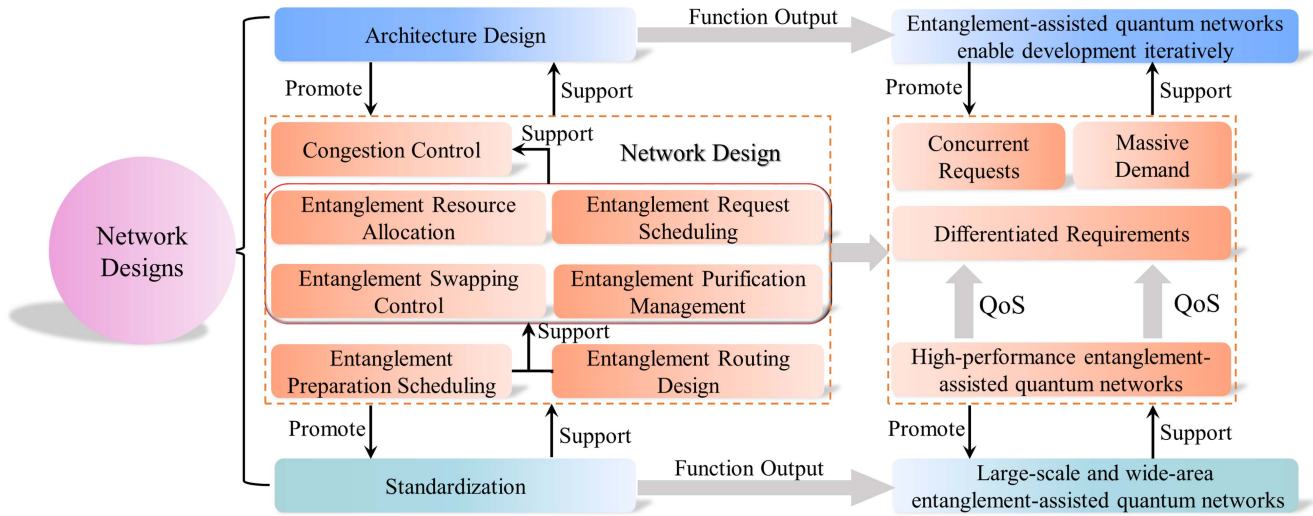 Network
Designs
Architecture Design
Function Output
Entanglement-assisted quantum networks
enable development iteratively
Promote
Support
Promote
Support
Congestion Control
Support
Network Design
Entanglement Resource
Allocation
Entanglement Request
Scheduling
Entanglement Swapping
Control
Entanglement Purification
Management
Support
Entanglement
Preparation Scheduling
Entanglement Routing
Design
Concurrent
Requests
Massive
Demand
Differentiated Requirements
QoS
QoS
High-performance entanglement-
assisted quantum networks
Promote
Support
Promote
Support
Standardization
Function Output
Large-scale and wide-area
entanglement-assisted quantum networks